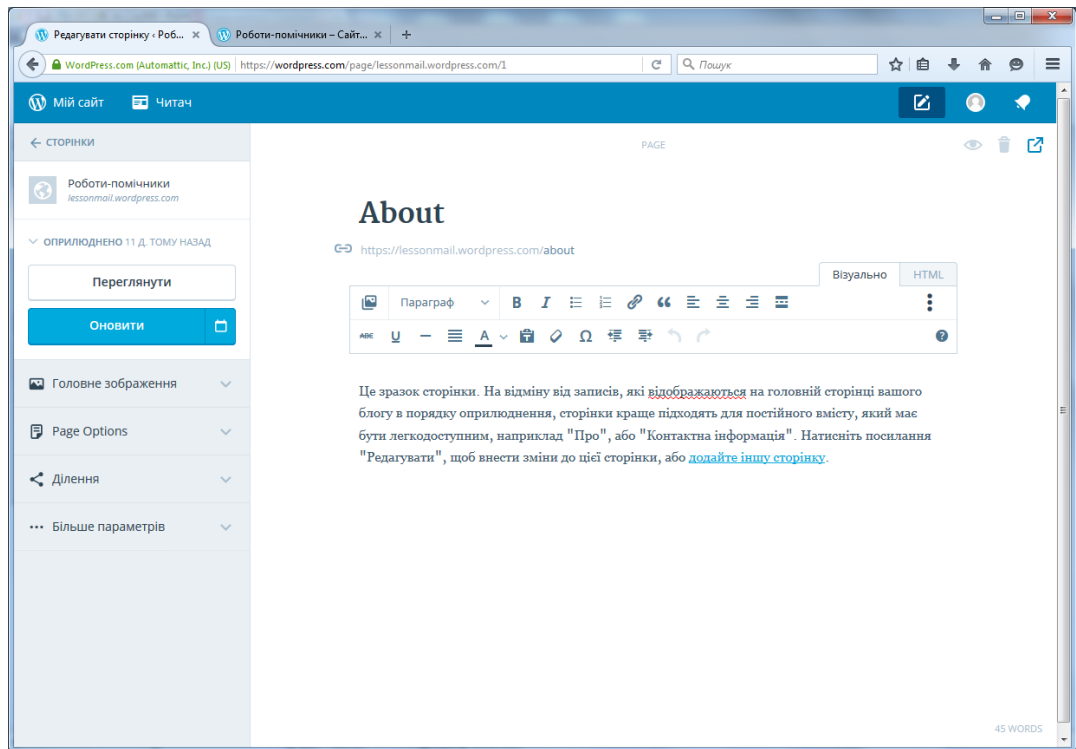 Редагувати сторінку ‹ Роб...
Роботи-помічники – Сайт...
WordPress.com (Automattic, Inc.) (US)
https://wordpress.com/page/lessonmail.wordpress.com/1
Пошук
Мій сайт
Читач
СТОРІНКИ
PAGE
Роботи-помічники
lessonmail.wordpress.com
ОПРИЛЮДНЕНО 11 Д. ТОМУ НАЗАД
Переглянути
Оновити
Головне зображення
Page Options
Ділення
Більше параметрів
About
https://lessonmail.wordpress.com/about
Візуально
HTML
Параграф
B I
ABC U A T Ω
Це зразок сторінки. На відміну від записів, які відображаються на головній сторінці вашого
блогу в порядку оприлюднення, сторінки краще підходять для постійного вмісту, який має
бути легкодоступним, наприклад "Про", або "Контактна інформація". Натисніть посилання
"Редагувати", щоб внести зміни до цієї сторінки, або додайте іншу сторінку.
45 WORDS